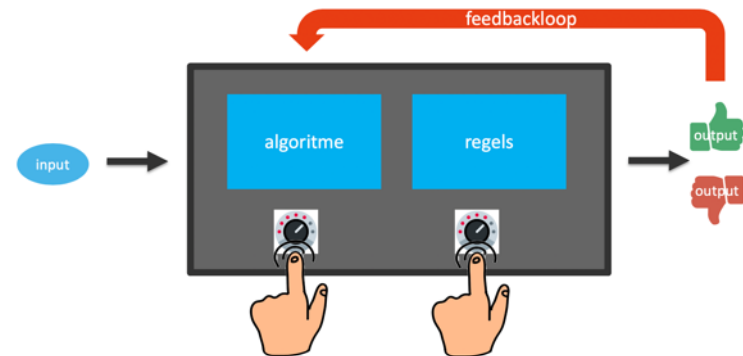 feedbackloop
algoritme
regels
input
output
output